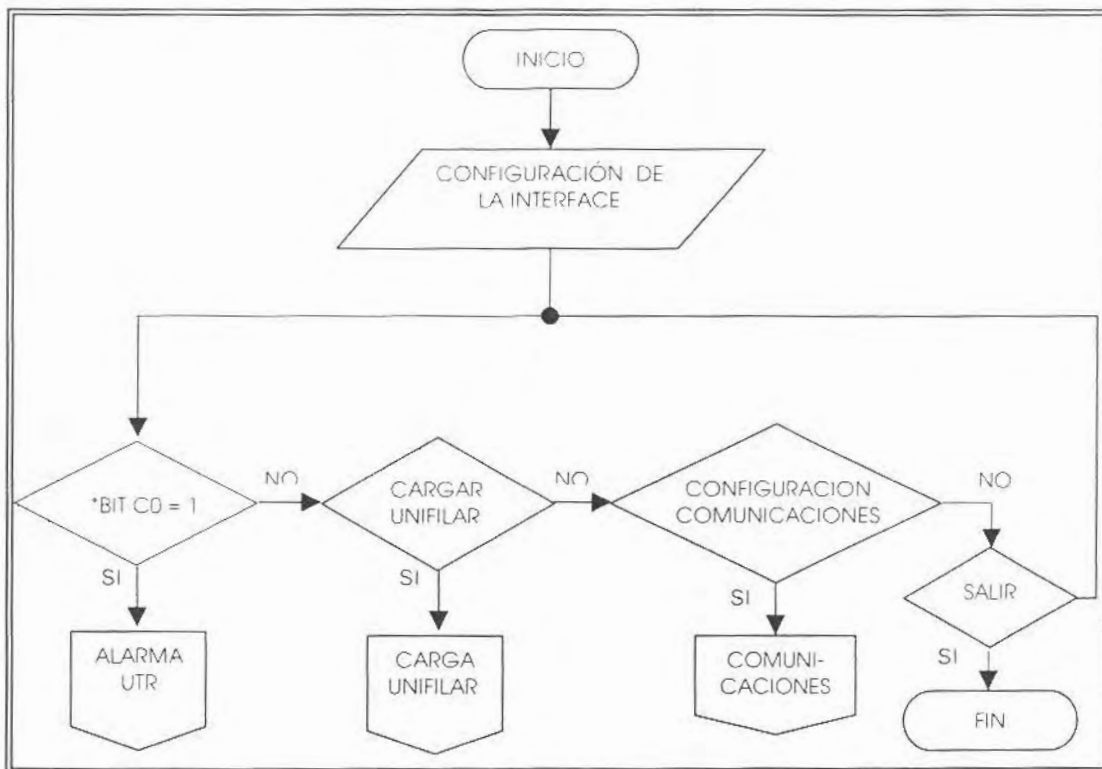 INICIO
CONFIGURACIÓN DE
LA INTERFACE
*BIT C0 = 1
NO
CARGAR
UNIFILAR
NO
CONFIGURACION
COMUNICACIONES
NO
SALIR
SI
SI
SI
SI
ALARMA
UTR
CARGA
UNIFILAR
COMUNI-
CACIONES
FIN